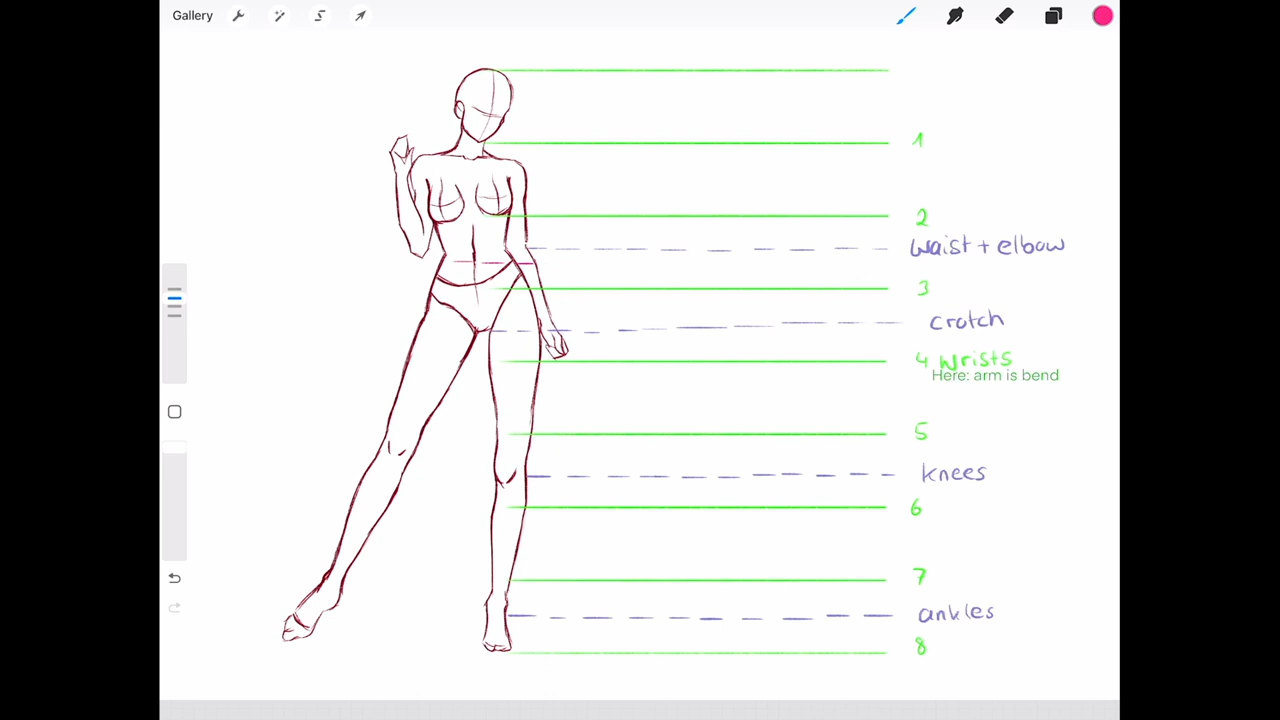 Gallery
1
2
waist + elbow
3
crotch
4 wrists
Here: arm is bend
5
knees
6
7
ankles
8